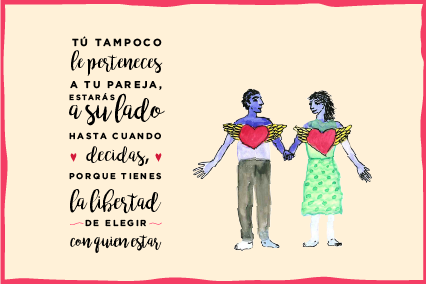 TÚ TAMPOCO
le perteneces
A TU PAREJA,
ESTARÁS
a su lado
HASTA CUANDO
decidas,
PORQUE TIENES
la libertad
DE ELEGIR
con quien estar